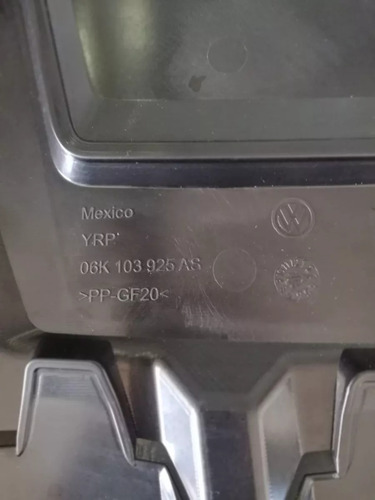 Mexico
YRP
06K 103 925 AS
>PP-GF20<